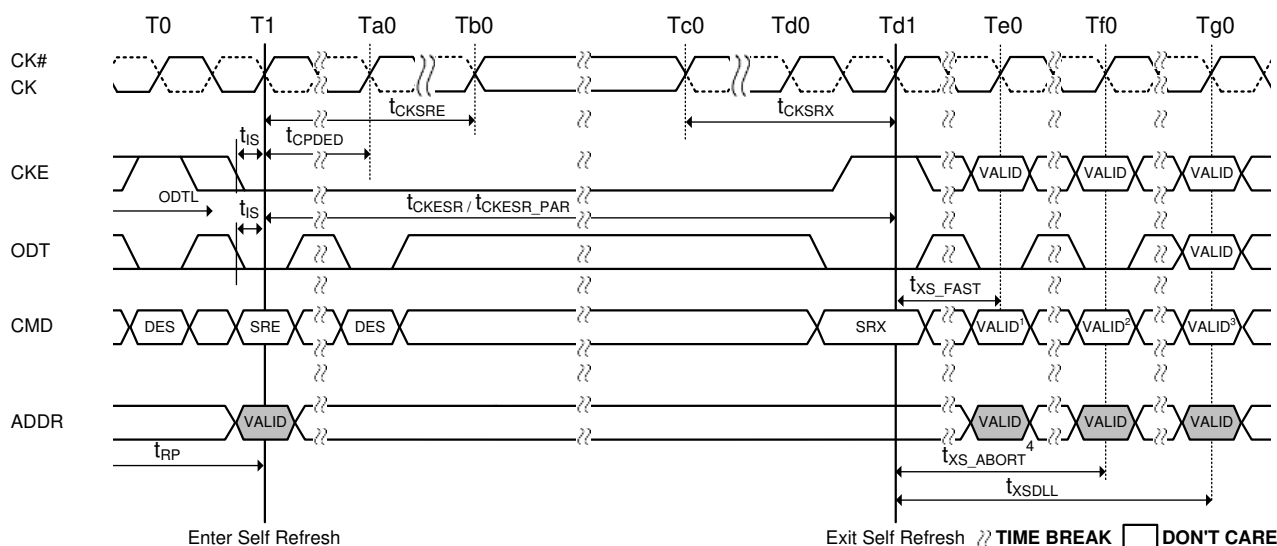 T0 T1 Ta0 Tb0 Tc0 Td0 Td1 Te0 Tf0 Tg0
CK#
CK
tCKSRE tCKSRX
tIS tCPDED
CKE VALID VALID VALID
ODTL
tIS tCKESR / tCKESR_PAR
ODT VALID
tXS_FAST
CMD DES SRE DES SRX VALID1 VALID2 VALID3
ADDR VALID VALID VALID VALID
tRP tXS_ABORT4
tXSDLL
Enter Self Refresh Exit Self Refresh TIME BREAK DON'T CARE